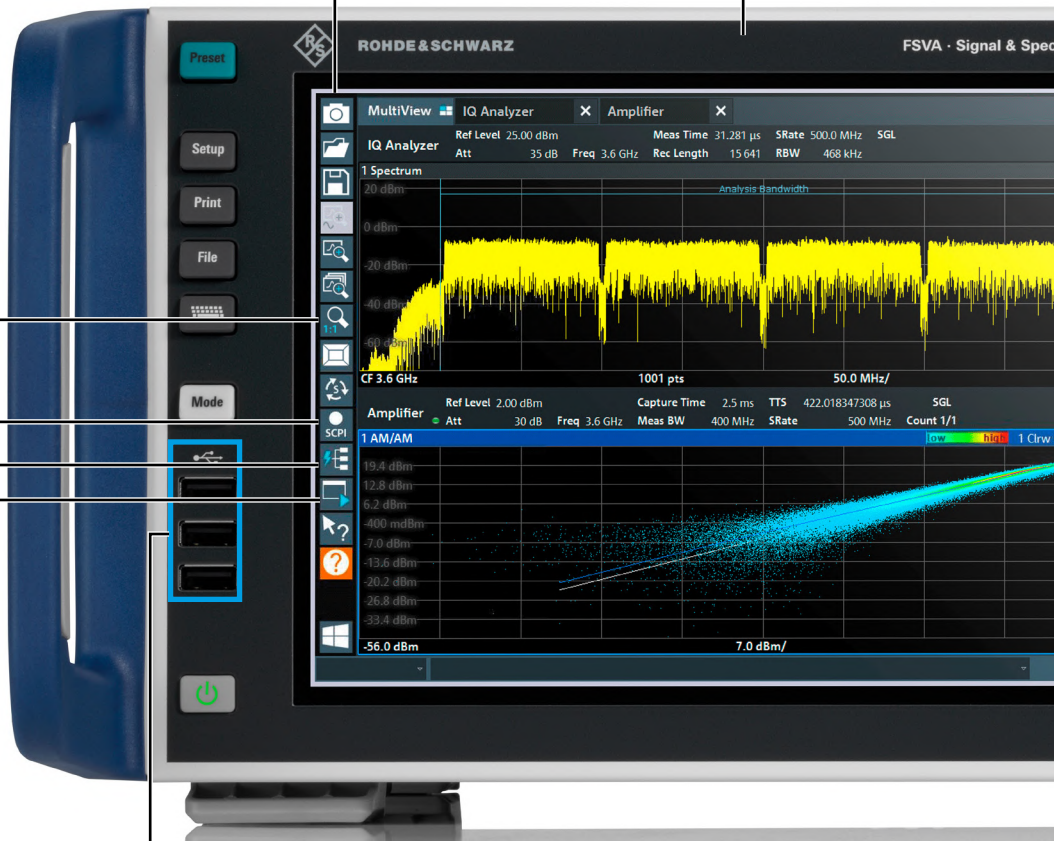 Preset
R&S
ROHDE&SCHWARZ
FSVA · Signal & Spec
Setup
Print
File
Mode
MultiView
IQ Analyzer
Amplifier
IQ Analyzer
Ref Level 25.00 dBm
Meas Time 31.281 µs
SRate 500.0 MHz
SGL
Att 35 dB
Freq 3.6 GHz
Rec Length 15 641
RBW 468 kHz
1 Spectrum
20 dBm
Analysis Bandwidth
0 dBm
-20 dBm
-40 dBm
-60 dBm
1:1
CF 3.6 GHz
1001 pts
50.0 MHz/
S
SCPI
Amplifier
Ref Level 2.00 dBm
Capture Time 2.5 ms
TTS 422.018347308 µs
SGL
Att 30 dB
Freq 3.6 GHz
Meas BW 400 MHz
SRate 500 MHz
Count 1/1
1 AM/AM
low
high
1 Clrw
19.4 dBm
12.8 dBm
6.2 dBm
-400 mdBm
-7.0 dBm
-13.6 dBm
-20.2 dBm
-26.8 dBm
-33.4 dBm
?
?
-56.0 dBm
7.0 dBm/